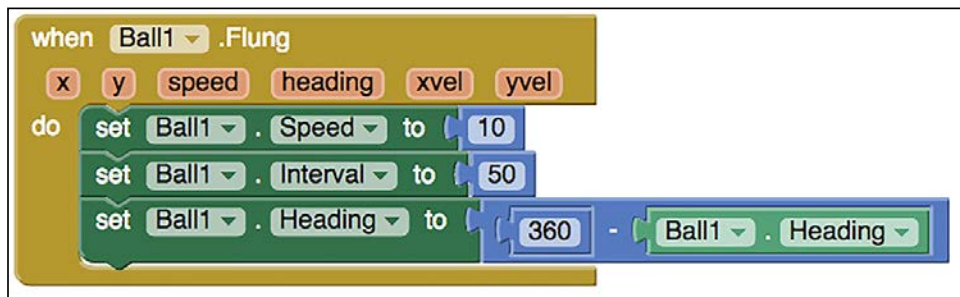 when Ball1 .Flung
x y speed heading xvel yvel
do set Ball1 . Speed to 10
set Ball1 . Interval to 50
set Ball1 . Heading to 360 - Ball1 . Heading